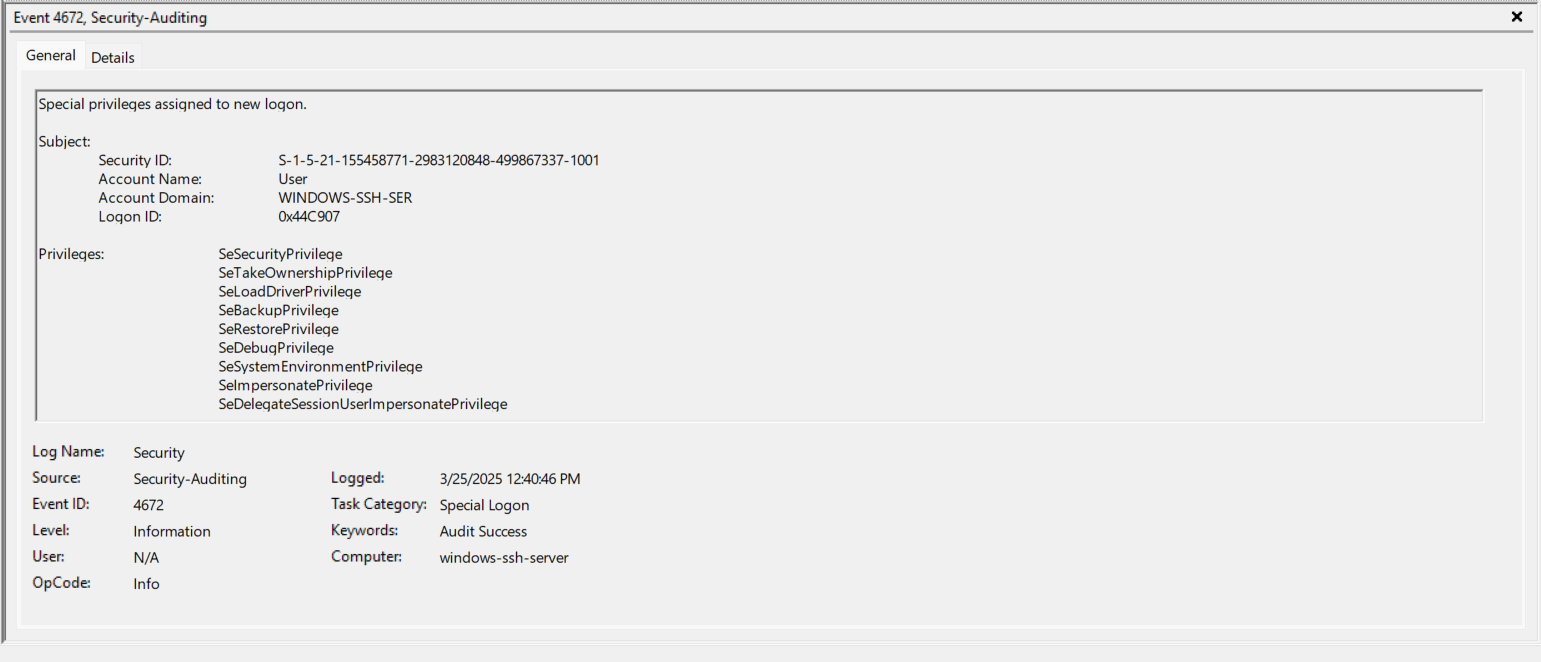 Event 4672, Security-Auditing
General Details
Special privileges assigned to new logon.
Subject:
Security ID: S-1-5-21-155458771-2983120848-499867337-1001
Account Name: User
Account Domain: WINDOWS-SSH-SER
Logon ID: 0x44C907
Privileges: SeSecurityPrivilege
SeTakeOwnershipPrivilege
SeLoadDriverPrivilege
SeBackupPrivilege
SeRestorePrivilege
SeDebugPrivilege
SeSystemEnvironmentPrivilege
SeImpersonatePrivilege
SeDelegateSessionUserImpersonatePrivilege
Log Name: Security
Source: Security-Auditing Logged: 3/25/2025 12:40:46 PM
Event ID: 4672 Task Category: Special Logon
Level: Information Keywords: Audit Success
User: N/A Computer: windows-ssh-server
OpCode: Info